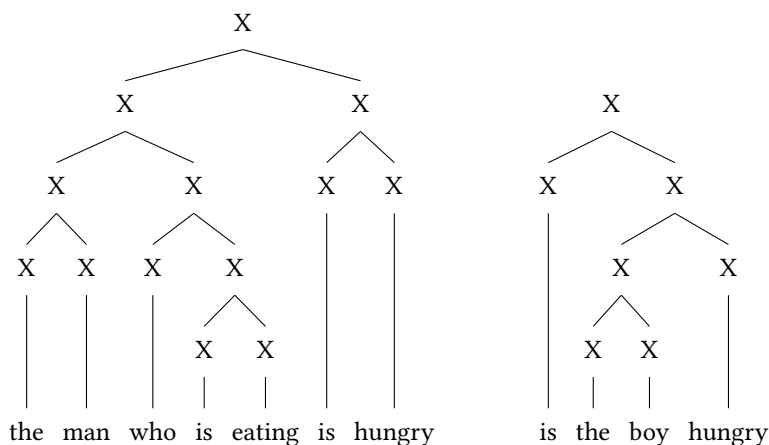 X
X X X
X X X X X X
X X X X X X
X X X X
the man who is eating is hungry is the boy hungry